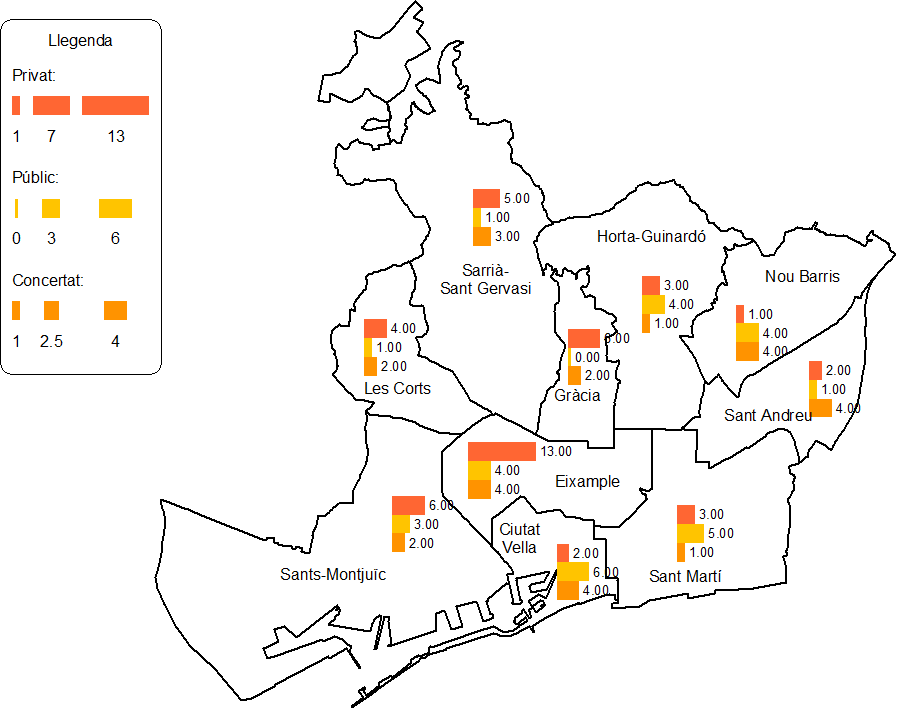 Llegenda
Privat:
1 7 13
Públic:
0 3 6
Concertat:
1 2.5 4
5.00
1.00
3.00
Sarrià-
Sant Gervasi
Horta-Guinardó
3.00
4.00
1.00
Nou Barris
1.00
4.00
4.00
4.00
1.00
2.00
Les Corts
6.00
0.00
2.00
Gràcia
2.00
1.00
4.00
Sant Andreu
13.00
4.00
4.00
Eixample
6.00
3.00
2.00
Sants-Montjuïc
Ciutat
Vella
2.00
6.00
4.00
3.00
5.00
1.00
Sant Martí